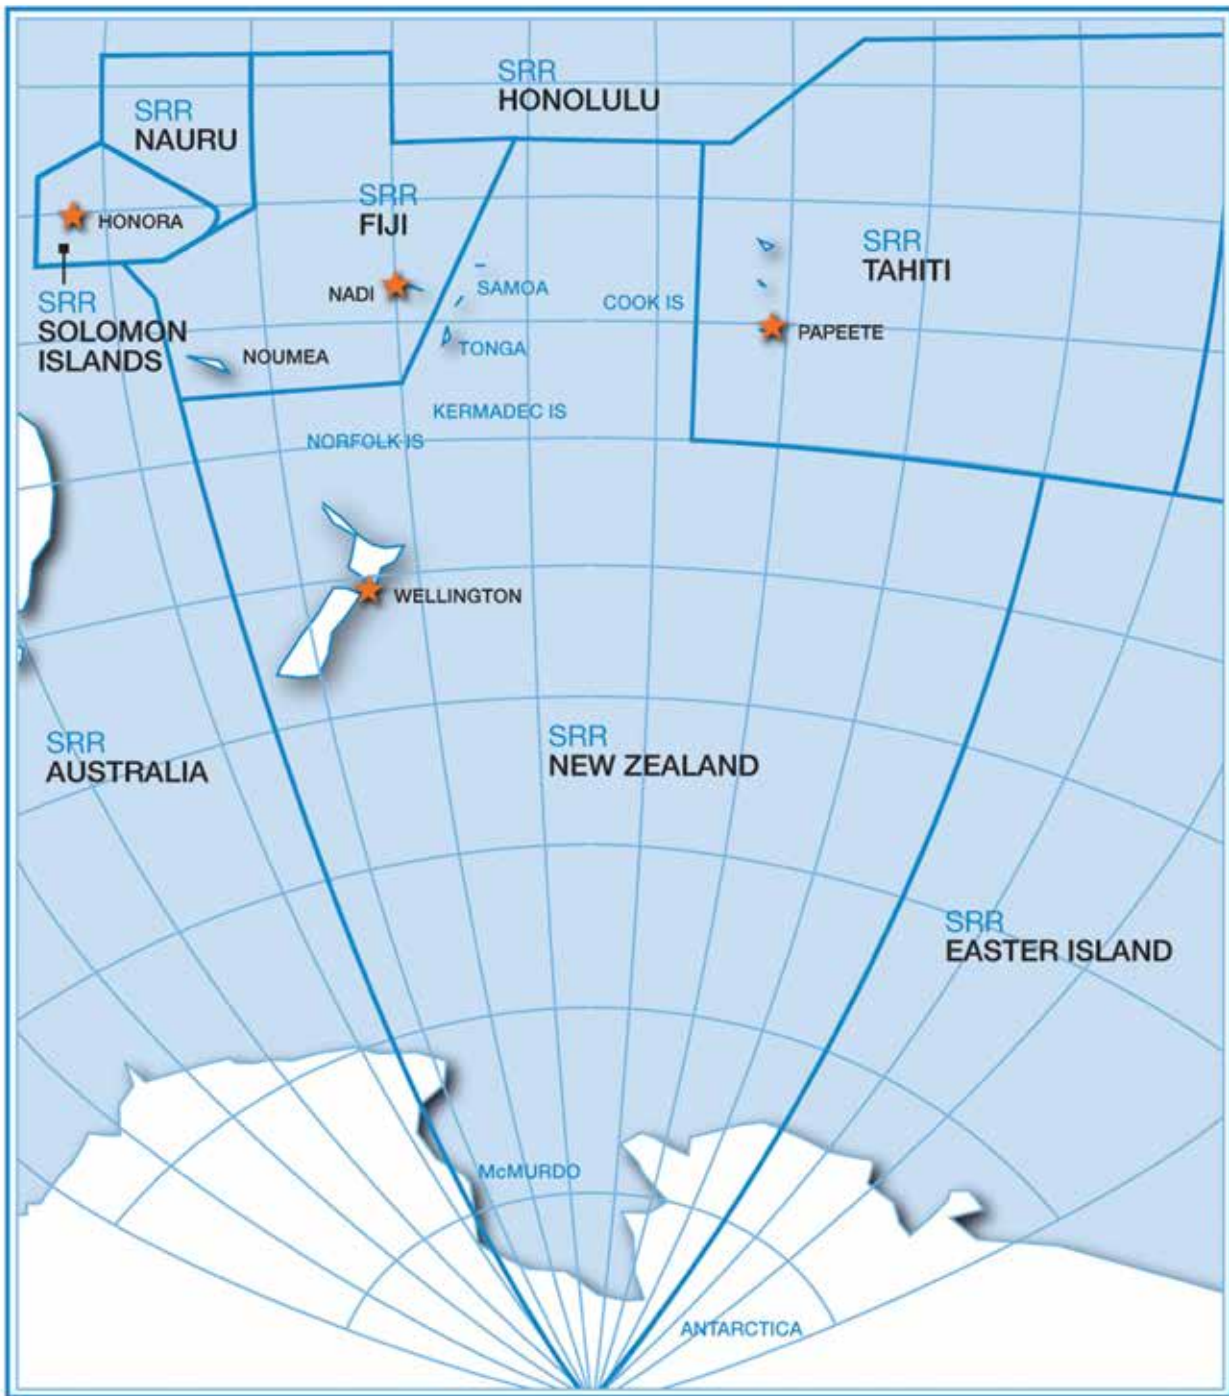 SRR
HONOLULU
SRR
NAURU
SRR
FIJI
HONORA
SRR
TAHITI
NADI
SAMOA
COOK IS
SRR
SOLOMON
ISLANDS
PAPEETE
NOUMEA
TONGA
KERMADEC IS
NORFOLK IS
WELLINGTON
SRR
AUSTRALIA
SRR
NEW ZEALAND
SRR
EASTER ISLAND
McMURDO
ANTARCTICA